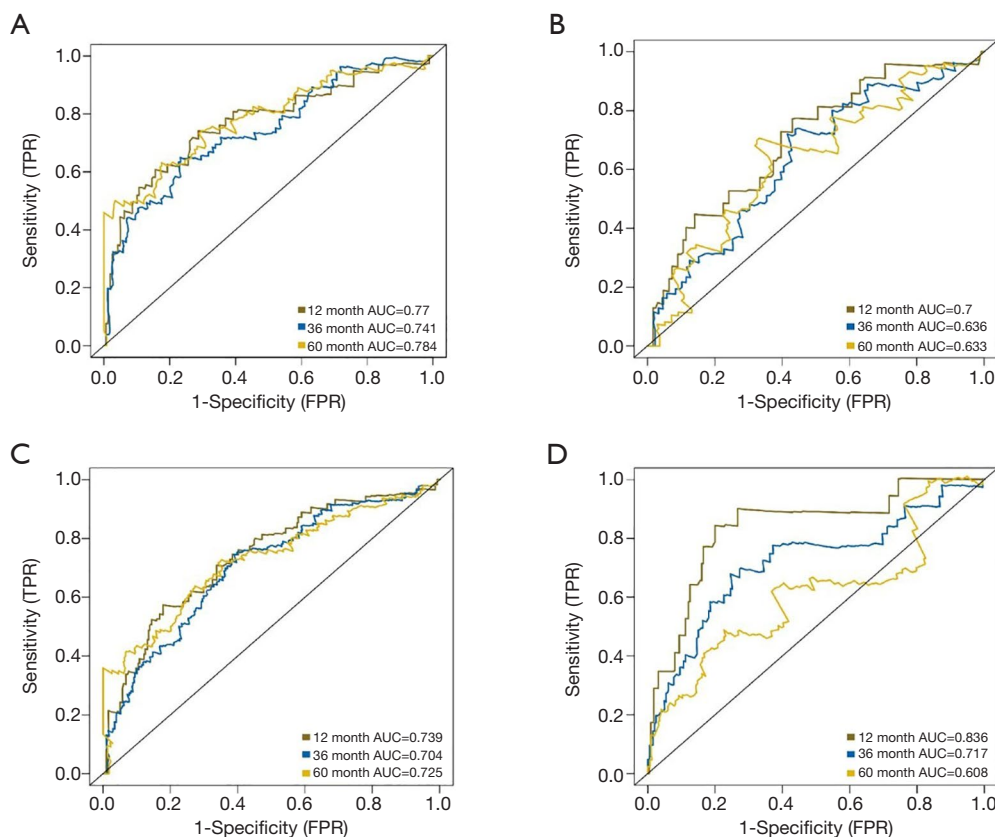 A
1.0
0.8
0.6
0.4
0.2
0.0
Sensitivity (TPR)
12 month AUC=0.77
36 month AUC=0.741
60 month AUC=0.784
0.0 0.2 0.4 0.6 0.8 1.0
1-Specificity (FPR)
B
1.0
0.8
0.6
0.4
0.2
0.0
Sensitivity (TPR)
12 month AUC=0.7
36 month AUC=0.636
60 month AUC=0.633
0.0 0.2 0.4 0.6 0.8 1.0
1-Specificity (FPR)
C
1.0
0.8
0.6
0.4
0.2
0.0
Sensitivity (TPR)
12 month AUC=0.739
36 month AUC=0.704
60 month AUC=0.725
0.0 0.2 0.4 0.6 0.8 1.0
1-Specificity (FPR)
D
1.0
0.8
0.6
0.4
0.2
0.0
Sensitivity (TPR)
12 month AUC=0.836
36 month AUC=0.717
60 month AUC=0.608
0.0 0.2 0.4 0.6 0.8 1.0
1-Specificity (FPR)